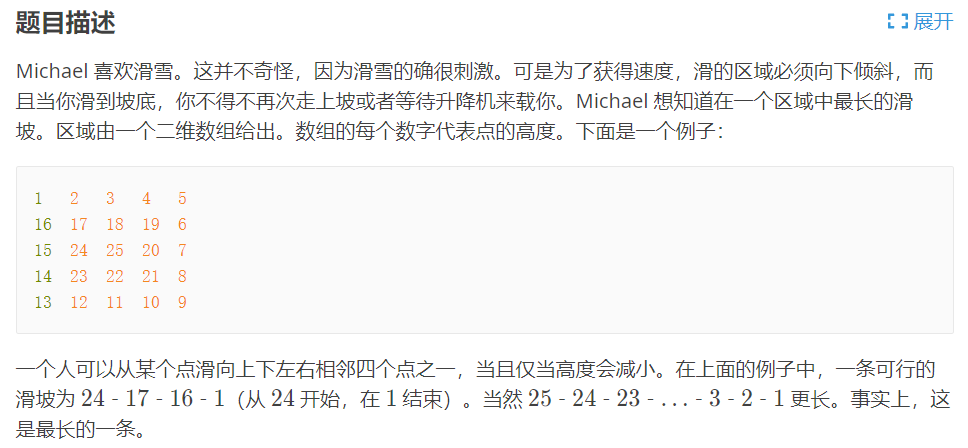 题目描述
展开
Michael 喜欢滑雪。这并不奇怪，因为滑雪的确很刺激。可是为了获得速度，滑的区域必须向下倾斜，而
且当你滑到坡底，你不得不再次走上坡或者等待升降机来载你。Michael 想知道在一个区域中最长的滑
坡。区域由一个二维数组给出。数组的每个数字代表点的高度。下面是一个例子：
1 2 3 4 5
16 17 18 19 6
15 24 25 20 7
14 23 22 21 8
13 12 11 10 9
一个人可以从某个点滑向上下左右相邻四个点之一，当且仅当高度会减小。在上面的例子中，一条可行的
滑坡为 24 - 17 - 16 - 1（从 24 开始，在 1 结束）。当然 25 - 24 - 23 - … - 3 - 2 - 1 更长。事实上，这
是最长的一条。